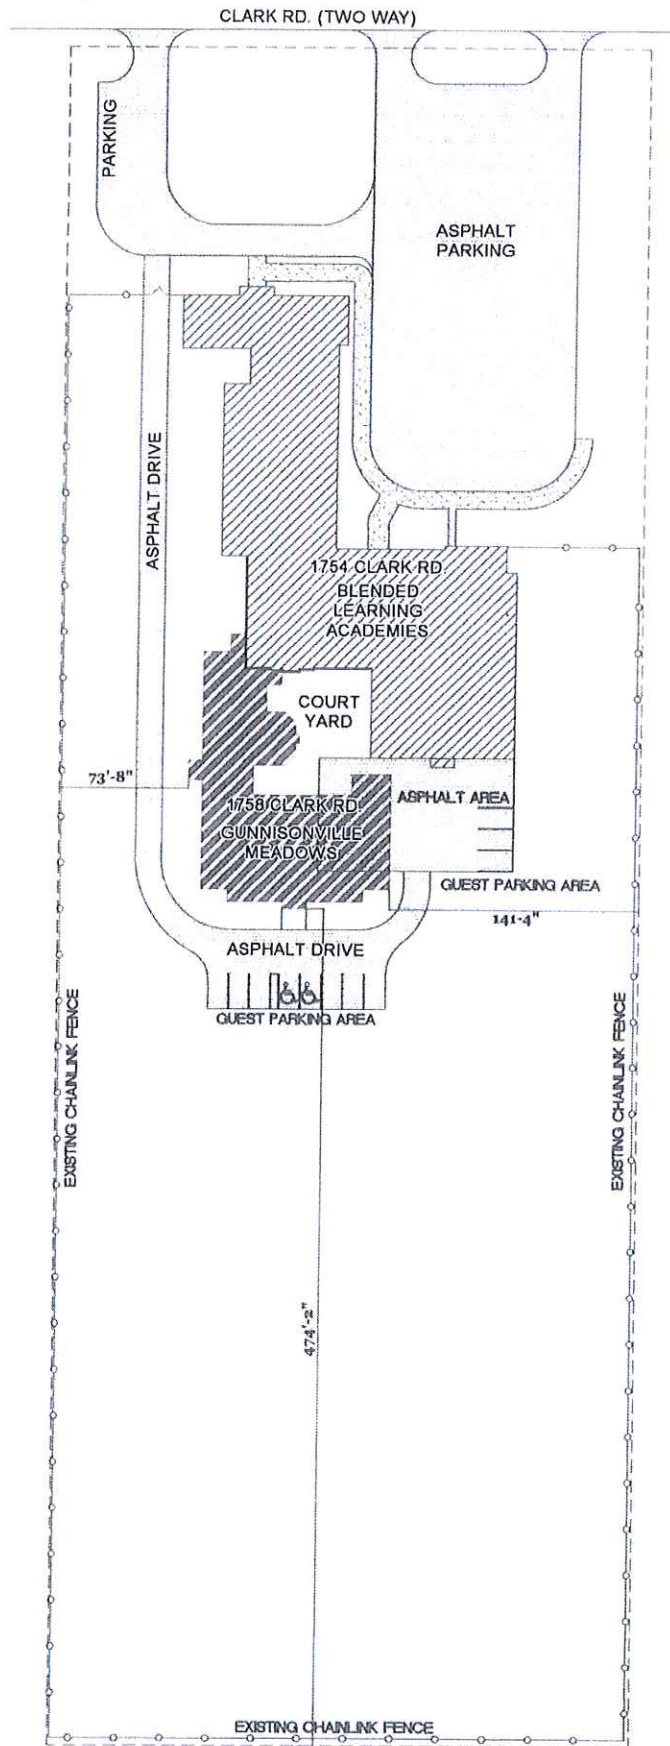 CLARK RD. (TWO WAY)
PARKING
ASPHALT
PARKING
ASPHALT DRIVE
1754 CLARK RD.
BLENDED
LEARNING
ACADEMIES
COURT
YARD
73'-8"
1758 CLARK RD.
GUNNISONVILLE
MEADOWS
ASPHALT AREA
GUEST PARKING AREA
141'-4"
ASPHALT DRIVE
GUEST PARKING AREA
EXISTING CHAINLINK FENCE
EXISTING CHAINLINK FENCE
474'-2"
EXISTING CHAINLINK FENCE